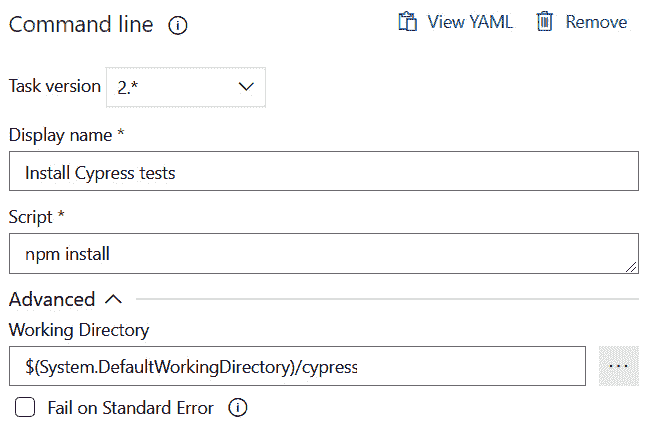 Command line
View YAML
Remove
Task version 2.*
Display name *
Install Cypress tests
Script *
npm install
Advanced
Working Directory
$(System.DefaultWorkingDirectory)/cypress
...
Fail on Standard Error